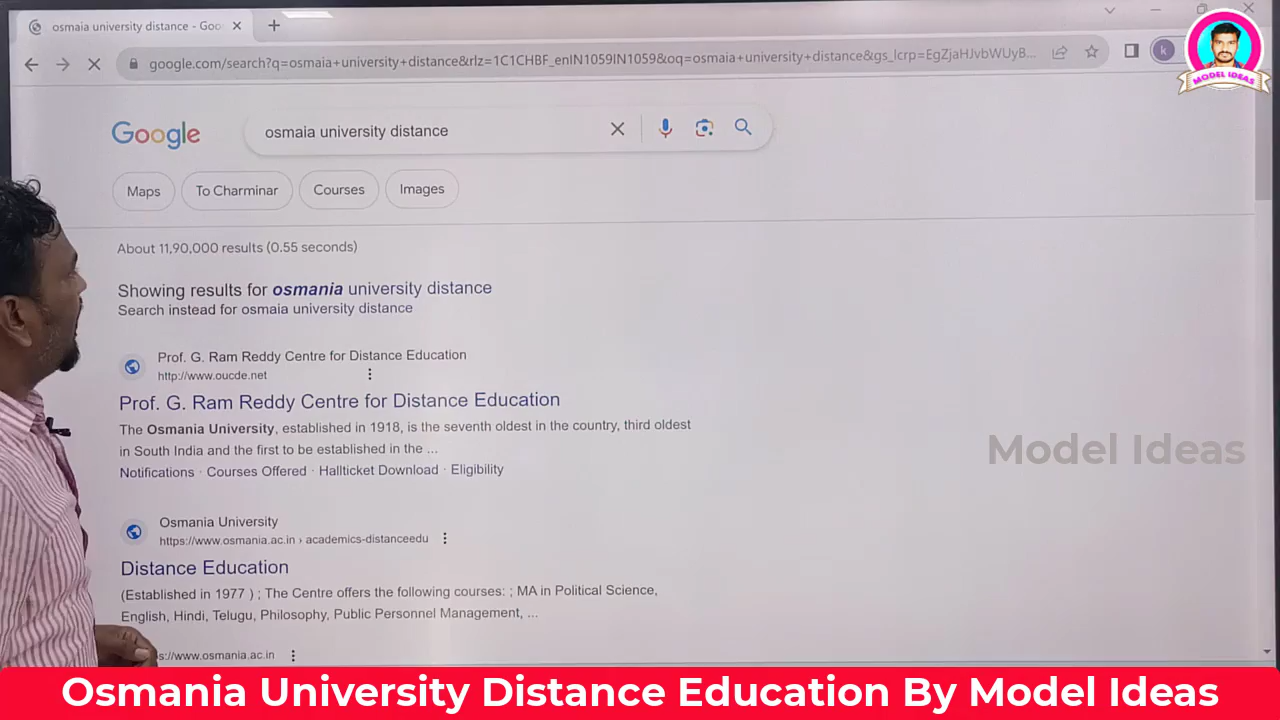 osmaia university distance - Goo
google.com/search?q=osmaia+university+distance&rlz=1C1CHBF_enIN1059IN1059&oq=osmaia+university+distance&gs_lcrp=EgZjaHJvbWUyB...
k
MODEL IDEAS
Google
osmaia university distance
Maps
To Charminar
Courses
Images
About 11,90,000 results (0.55 seconds)
Showing results for osmania university distance
Search instead for osmaia university distance
Prof. G. Ram Reddy Centre for Distance Education
http://www.oucde.net
Prof. G. Ram Reddy Centre for Distance Education
The Osmania University, established in 1918, is the seventh oldest in the country, third oldest
in South India and the first to be established in the ...
Notifications · Courses Offered · Hallticket Download · Eligibility
Model Ideas
Osmania University
https://www.osmania.ac.in › academics-distanceedu
Distance Education
(Established in 1977 ) ; The Centre offers the following courses: ; MA in Political Science,
English, Hindi, Telugu, Philosophy, Public Personnel Management, ...
s://www.osmania.ac.in
Osmania University Distance Education By Model Ideas